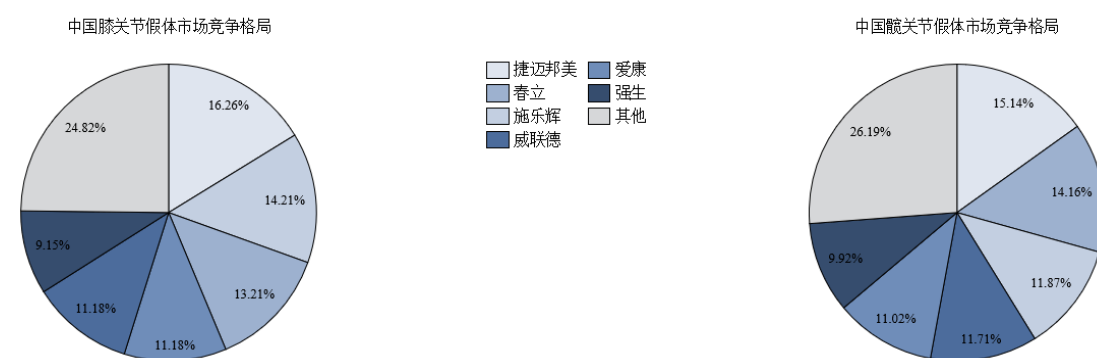 中国膝关节假体市场竞争格局
16.26%
14.21%
13.21%
11.18%
11.18%
9.15%
24.82%
捷迈邦美
春立
施乐辉
威联德
爱康
强生
其他
中国髋关节假体市场竞争格局
15.14%
14.16%
11.87%
11.71%
11.02%
9.92%
26.19%